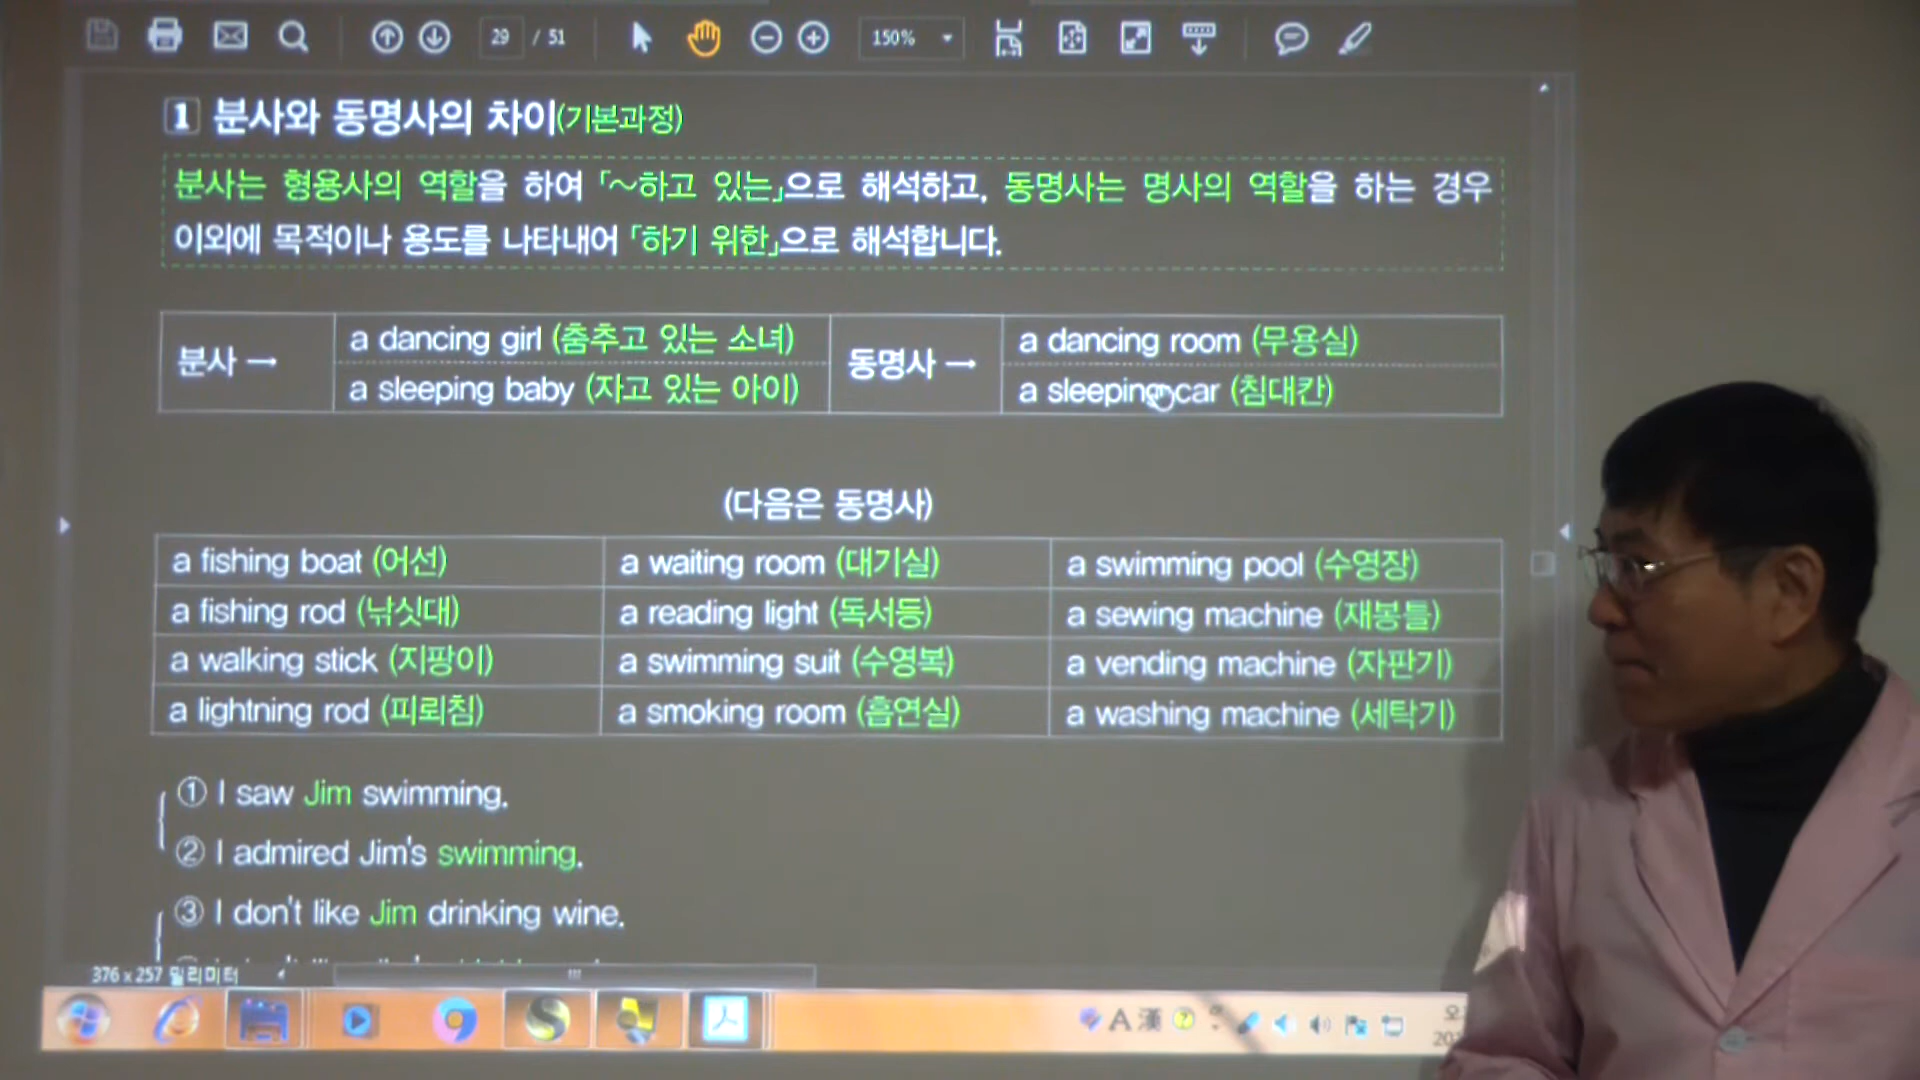 29 / 51
150%
1 분사와 동명사의 차이(기본과정)
분사는 형용사의 역할을 하여 「~하고 있는」으로 해석하고, 동명사는 명사의 역할을 하는 경우
이외에 목적이나 용도를 나타내어 「하기 위한」으로 해석합니다.
분사 →
a dancing girl (춤추고 있는 소녀)
a sleeping baby (자고 있는 아이)
동명사 →
a dancing room (무용실)
a sleeping car (침대칸)
(다음은 동명사)
a fishing boat (어선) a waiting room (대기실) a swimming pool (수영장)
a fishing rod (낚싯대) a reading light (독서등) a sewing machine (재봉틀)
a walking stick (지팡이) a swimming suit (수영복) a vending machine (자판기)
a lightning rod (피뢰침) a smoking room (흡연실) a washing machine (세탁기)
① I saw Jim swimming.
② I admired Jim's swimming.
③ I don't like Jim drinking wine.
376 x 257 밀리미터
A 漢